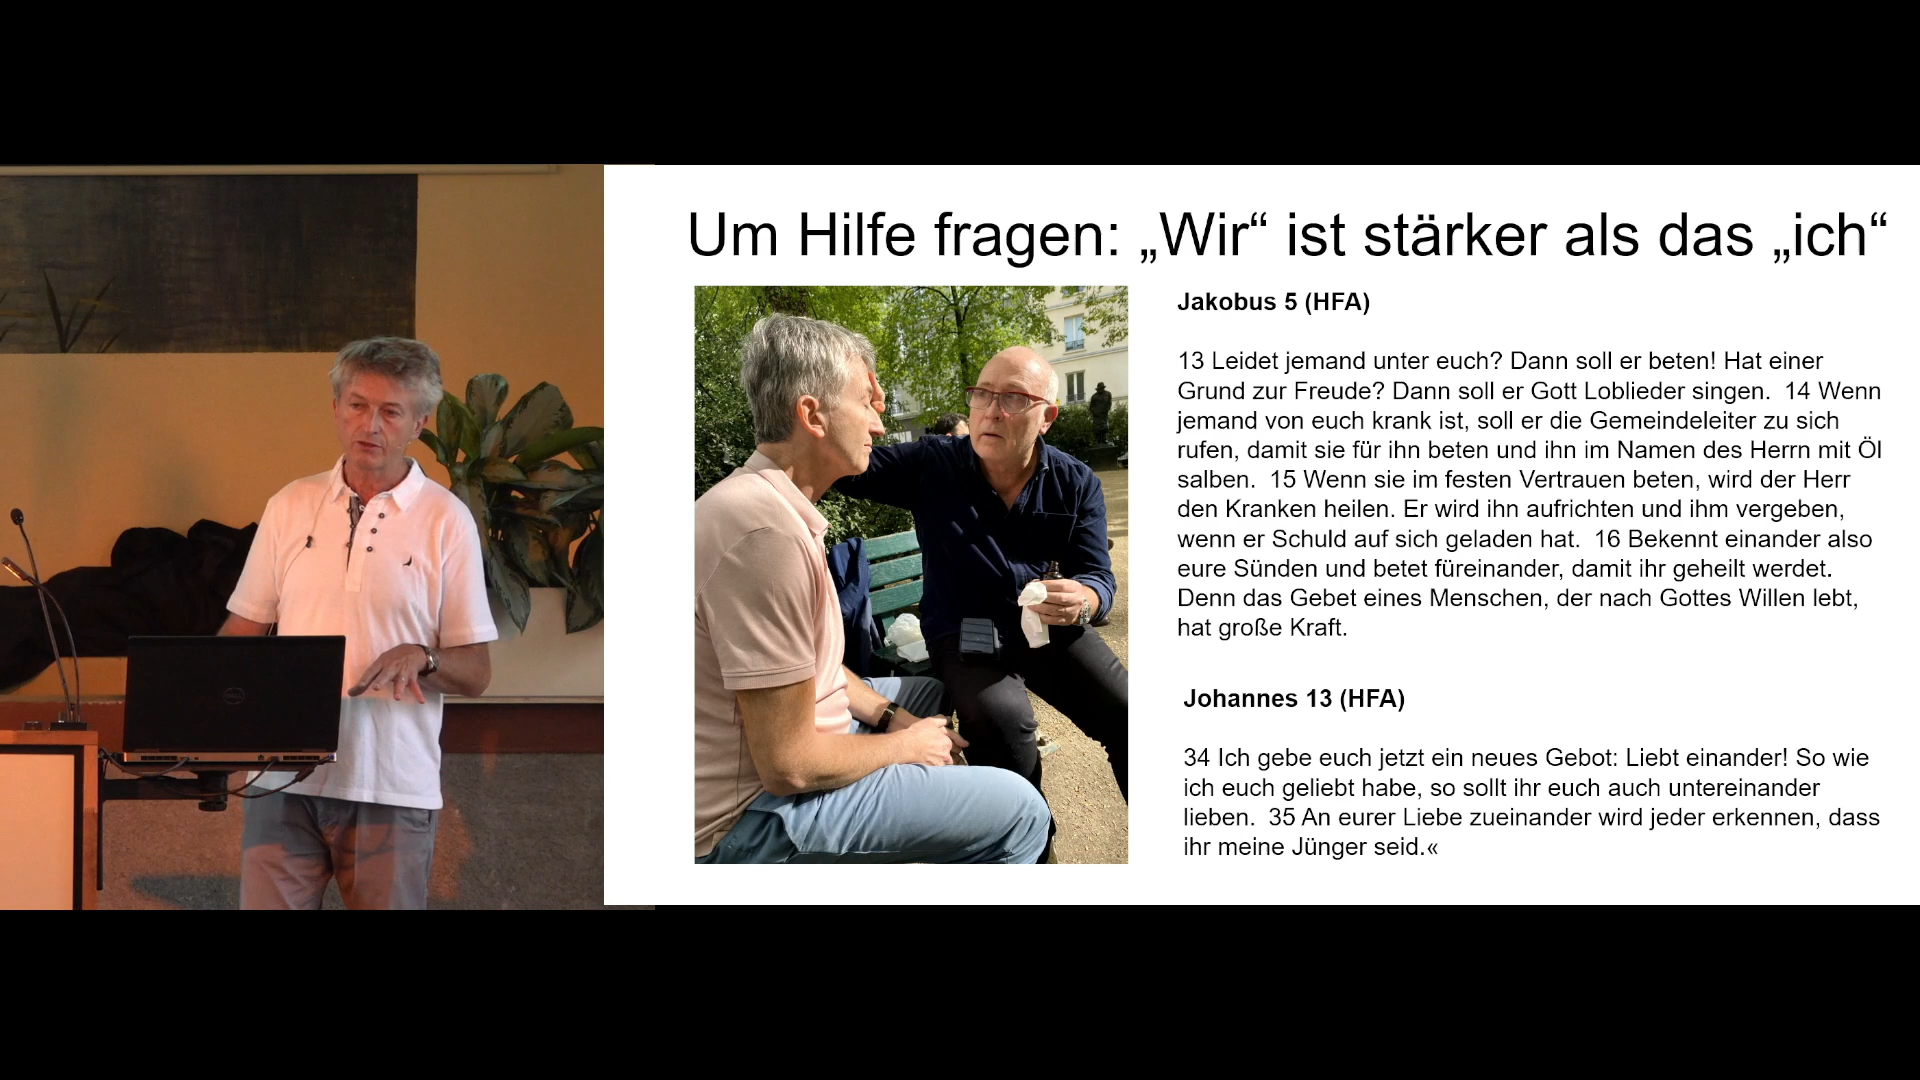 Um Hilfe fragen: „Wir“ ist stärker als das „ich“
Jakobus 5 (HFA)
13 Leidet jemand unter euch? Dann soll er beten! Hat einer
Grund zur Freude? Dann soll er Gott Loblieder singen.  14 Wenn
jemand von euch krank ist, soll er die Gemeindeleiter zu sich
rufen, damit sie für ihn beten und ihn im Namen des Herrn mit Öl
salben.  15 Wenn sie im festen Vertrauen beten, wird der Herr
den Kranken heilen. Er wird ihn aufrichten und ihm vergeben,
wenn er Schuld auf sich geladen hat.  16 Bekennt einander also
eure Sünden und betet füreinander, damit ihr geheilt werdet.
Denn das Gebet eines Menschen, der nach Gottes Willen lebt,
hat große Kraft.
Johannes 13 (HFA)
34 Ich gebe euch jetzt ein neues Gebot: Liebt einander! So wie
ich euch geliebt habe, so sollt ihr euch auch untereinander
lieben.  35 An eurer Liebe zueinander wird jeder erkennen, dass
ihr meine Jünger seid.«
DELL